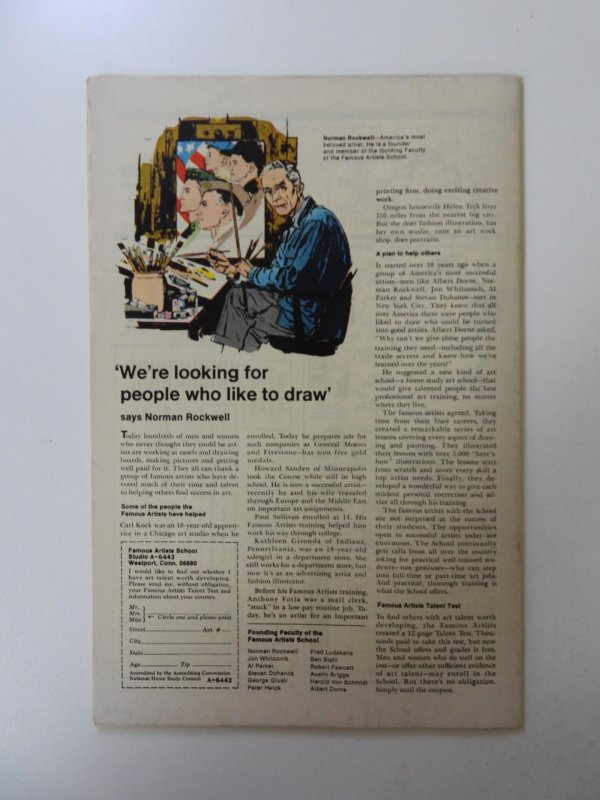 Norman Rockwell—America's most
beloved artist. He is a founder
and member of the Guiding Faculty
of the Famous Artists School.
'We're looking for
people who like to draw'
says Norman Rockwell
Today hundreds of men and women
who never thought they could be art-
ists are working at easels and drawing
boards, making pictures and getting
well paid for it. They all can thank a
group of famous artists who have de-
voted much of their time and talent
to helping others find success in art.
Some of the people the
Famous Artists have helped
Carl Kock was an 18-year-old appren-
tice in a Chicago art studio when he
Famous Artists School
Studio A-6443
Westport, Conn. 06880
I would like to find out whether I
have art talent worth developing.
Please send me, without obligation,
your Famous Artists Talent Test and
information about your courses.
Mr.
Mrs.
Miss
← Circle one and please print
Street Apt. #
City
State
Age Zip
Accredited by the Accrediting Commission
National Home Study Council A-6443
enrolled. Today he prepares ads for
such companies as General Motors
and Firestone—has won five gold
medals.
Howard Sanden of Minneapolis
took the Course while still in high
school. He is now a successful artist—
recently he and his wife traveled
through Europe and the Middle East
on important art assignments.
Paul Sullivan enrolled at 14. His
Famous Artists training helped him
work his way through college.
Kathleen Gironda of Indiana,
Pennsylvania, was an 18-year-old
salesgirl in a department store. She
still works for a department store, but
now it's as an advertising artist and
fashion illustrator.
Before his Famous Artists training,
Anthony Fotia was a mail clerk,
"stuck" in a low-pay routine job. To-
day, he's an artist for an important
Founding Faculty of the
Famous Artists School
Norman Rockwell
Jon Whitcomb
Al Parker
Stevan Dohanos
George Giusti
Peter Helck
Fred Ludekens
Ben Stahl
Robert Fawcett
Austin Briggs
Harold Von Schmidt
Albert Dorne
printing firm, doing exciting creative
work.
Oregon housewife Helen Tryk lives
150 miles from the nearest big city.
But she does fashion illustration, has
her own studio, runs an art work
shop, does portraits.
A plan to help others
It started over 18 years ago when a
group of America's most successful
artists—men like Albert Dorne, Nor-
man Rockwell, Jon Whitcomb, Al
Parker and Stevan Dohanos—met in
New York City. They knew that all
over America there were people who
liked to draw who could be turned
into good artists. Albert Dorne asked,
"Why can't we give these people the
training they need—including all the
trade secrets and know-how we've
learned over the years?"
He suggested a new kind of art
school—a home study art school—that
would give talented people the best
professional art training, no matter
where they live.
The famous artists agreed. Taking
time from their busy careers, they
created a remarkable series of art
lessons covering every aspect of draw-
ing and painting. They illustrated
their lessons with over 5,000 "here's-
how" illustrations. The lessons start
from scratch and cover every skill a
top artist needs. Finally, they de-
veloped a wonderful way to give each
student personal correction and ad-
vice all through his training.
The famous artists with the School
are not surprised at the success of
their students. The opportunities
open to successful artists today are
enormous. The School continually
gets calls from all over the country
asking for practical well-trained stu-
dents—not geniuses—who can step
into full-time or part-time art jobs.
And practical, thorough training is
what the School offers.
Famous Artists Talent Test
To find others with art talent worth
developing, the Famous Artists
created a 12-page Talent Test. Thou-
sands paid to take this test, but now
the School offers and grades it free.
Men and women who do well on the
test—or offer other sufficient evidence
of art talent—may enroll in the
School. But there's no obligation.
Simply mail the coupon.